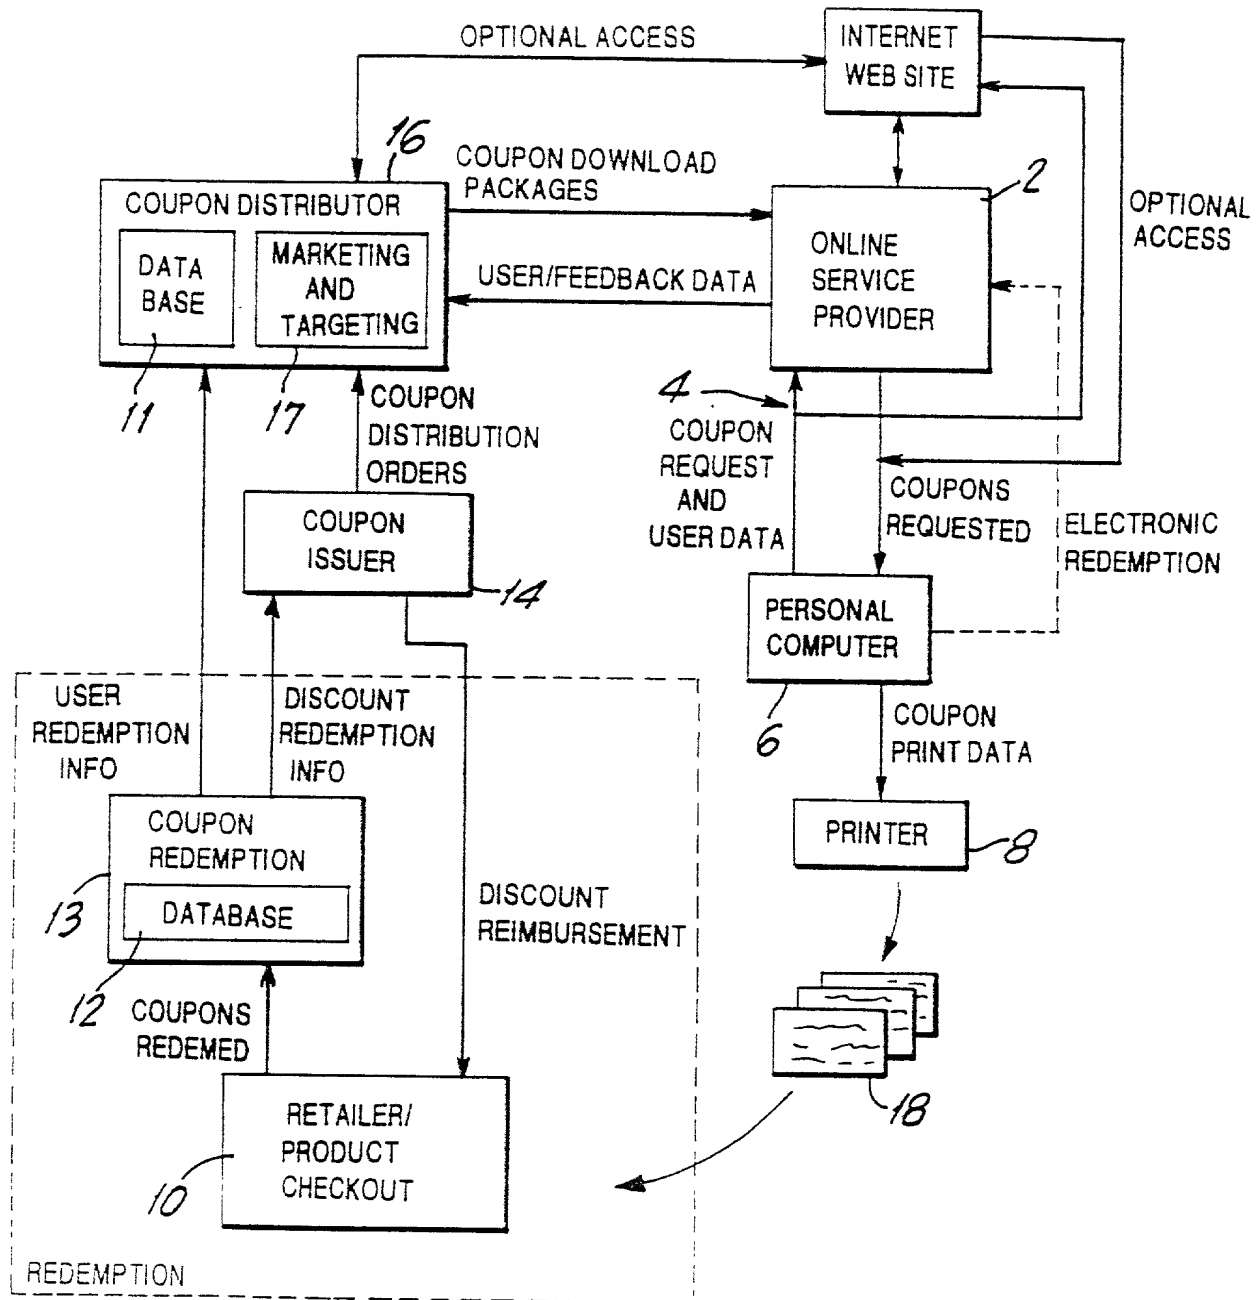 OPTIONAL ACCESS
INTERNET
WEB SITE
16
COUPON DOWNLOAD
PACKAGES
2
OPTIONAL
ACCESS
COUPON DISTRIBUTOR
DATA
BASE
MARKETING
AND
TARGETING
USER/FEEDBACK DATA
ONLINE
SERVICE
PROVIDER
11
17
COUPON
DISTRIBUTION
ORDERS
4
COUPON
REQUEST
AND
USER DATA
COUPONS
REQUESTED
ELECTRONIC
REDEMPTION
COUPON
ISSUER
14
PERSONAL
COMPUTER
6
USER
REDEMPTION
INFO
DISCOUNT
REDEMPTION
INFO
COUPON
PRINT DATA
COUPON
REDEMPTION
DATABASE
13
12
PRINTER
8
DISCOUNT
REIMBURSEMENT
COUPONS
REDEMED
18
RETAILER/
PRODUCT
CHECKOUT
10
REDEMPTION